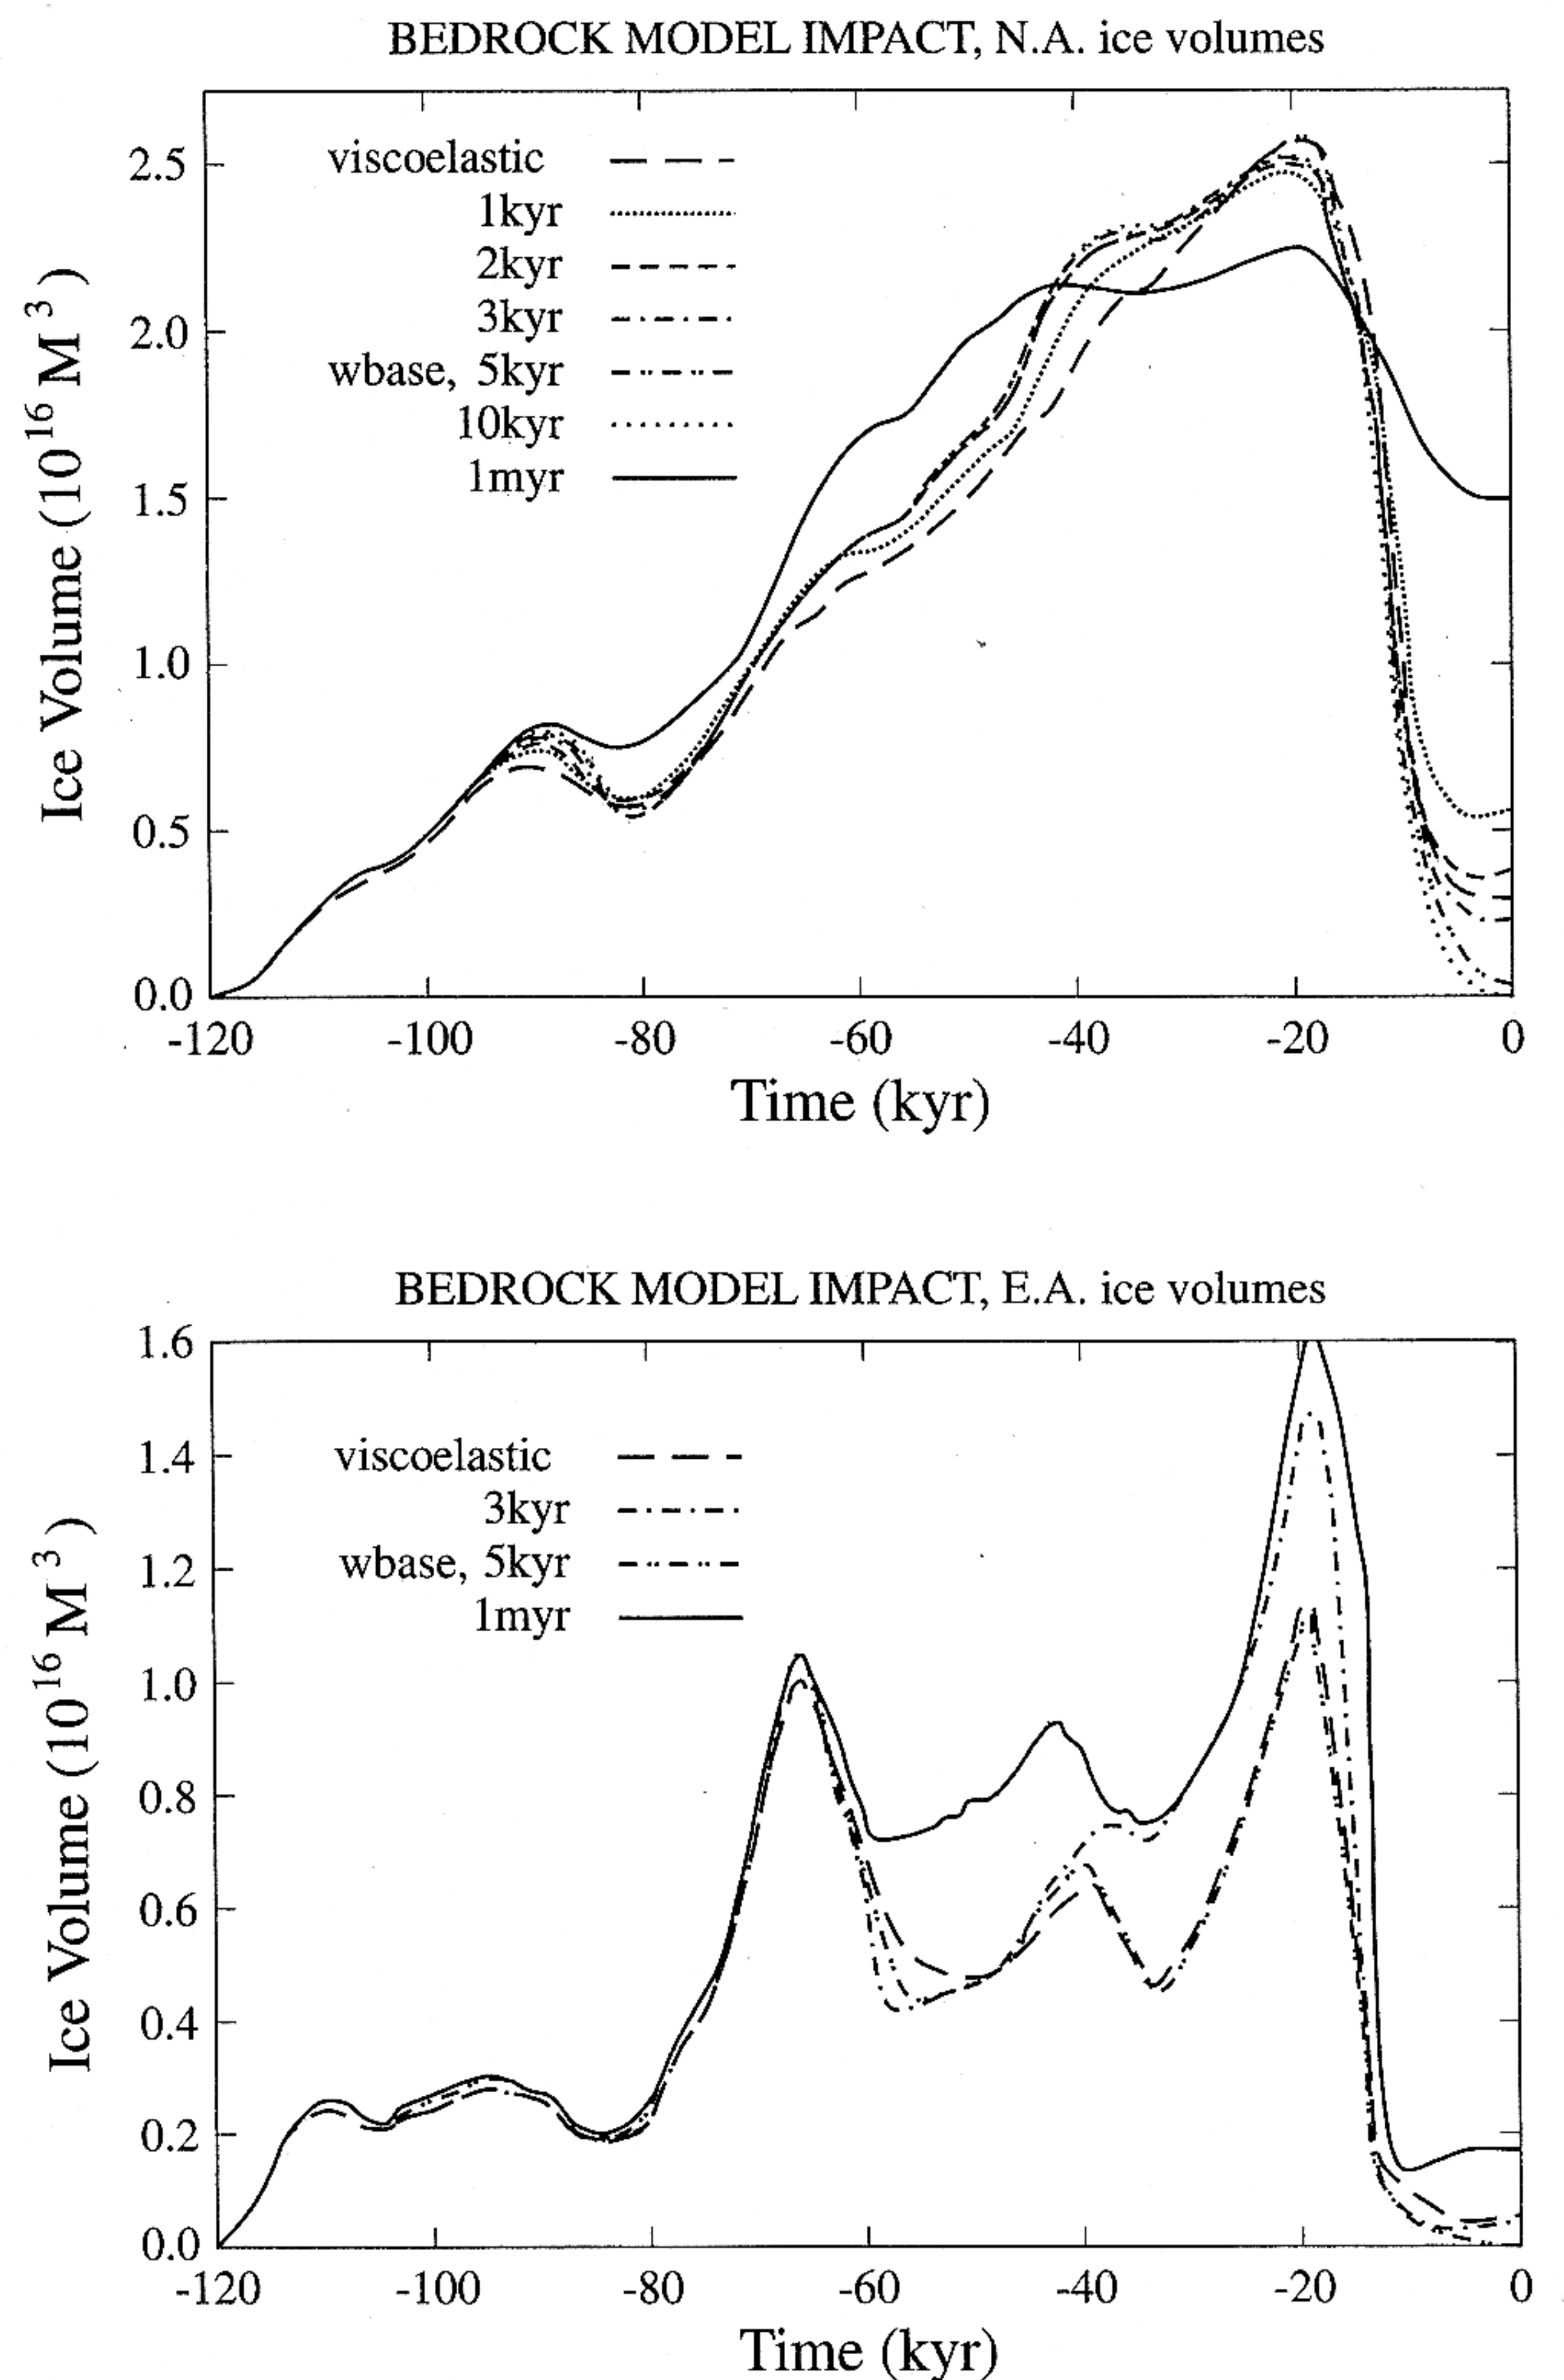 BEDROCK MODEL IMPACT, N.A. ice volumes
viscoelastic
1kyr
2kyr
3kyr
wbase, 5kyr
10kyr
1myr
Ice Volume (10^16 M^3)
2.5
2.0
1.5
1.0
0.5
0.0
-120 -100 -80 -60 -40 -20 0
Time (kyr)
BEDROCK MODEL IMPACT, E.A. ice volumes
viscoelastic
3kyr
wbase, 5kyr
1myr
Ice Volume (10^16 M^3)
1.6
1.4
1.2
1.0
0.8
0.6
0.4
0.2
0.0
-120 -100 -80 -60 -40 -20 0
Time (kyr)